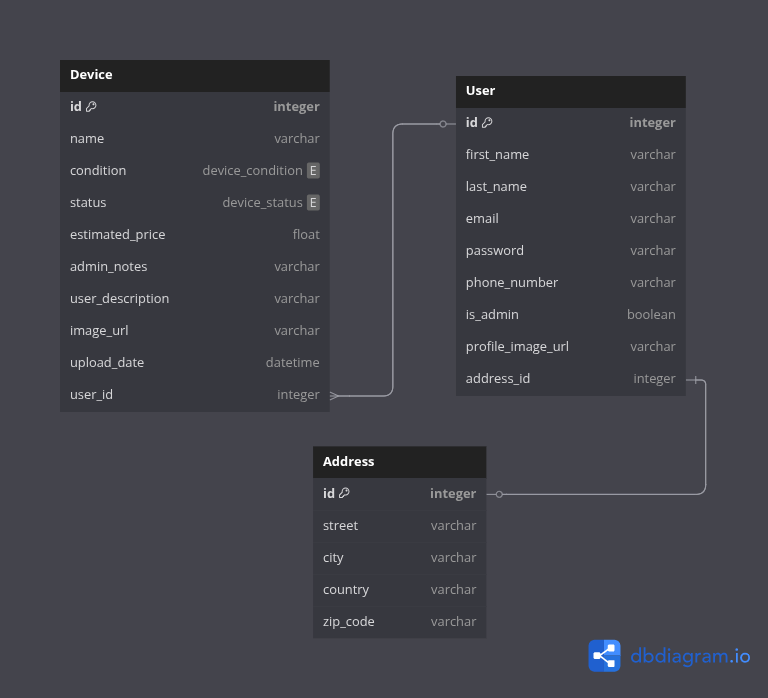 Device
id integer
name varchar
condition device_condition E
status device_status E
estimated_price float
admin_notes varchar
user_description varchar
image_url varchar
upload_date datetime
user_id integer
User
id integer
first_name varchar
last_name varchar
email varchar
password varchar
phone_number varchar
is_admin boolean
profile_image_url varchar
address_id integer
Address
id integer
street varchar
city varchar
country varchar
zip_code varchar
dbdiagram.io